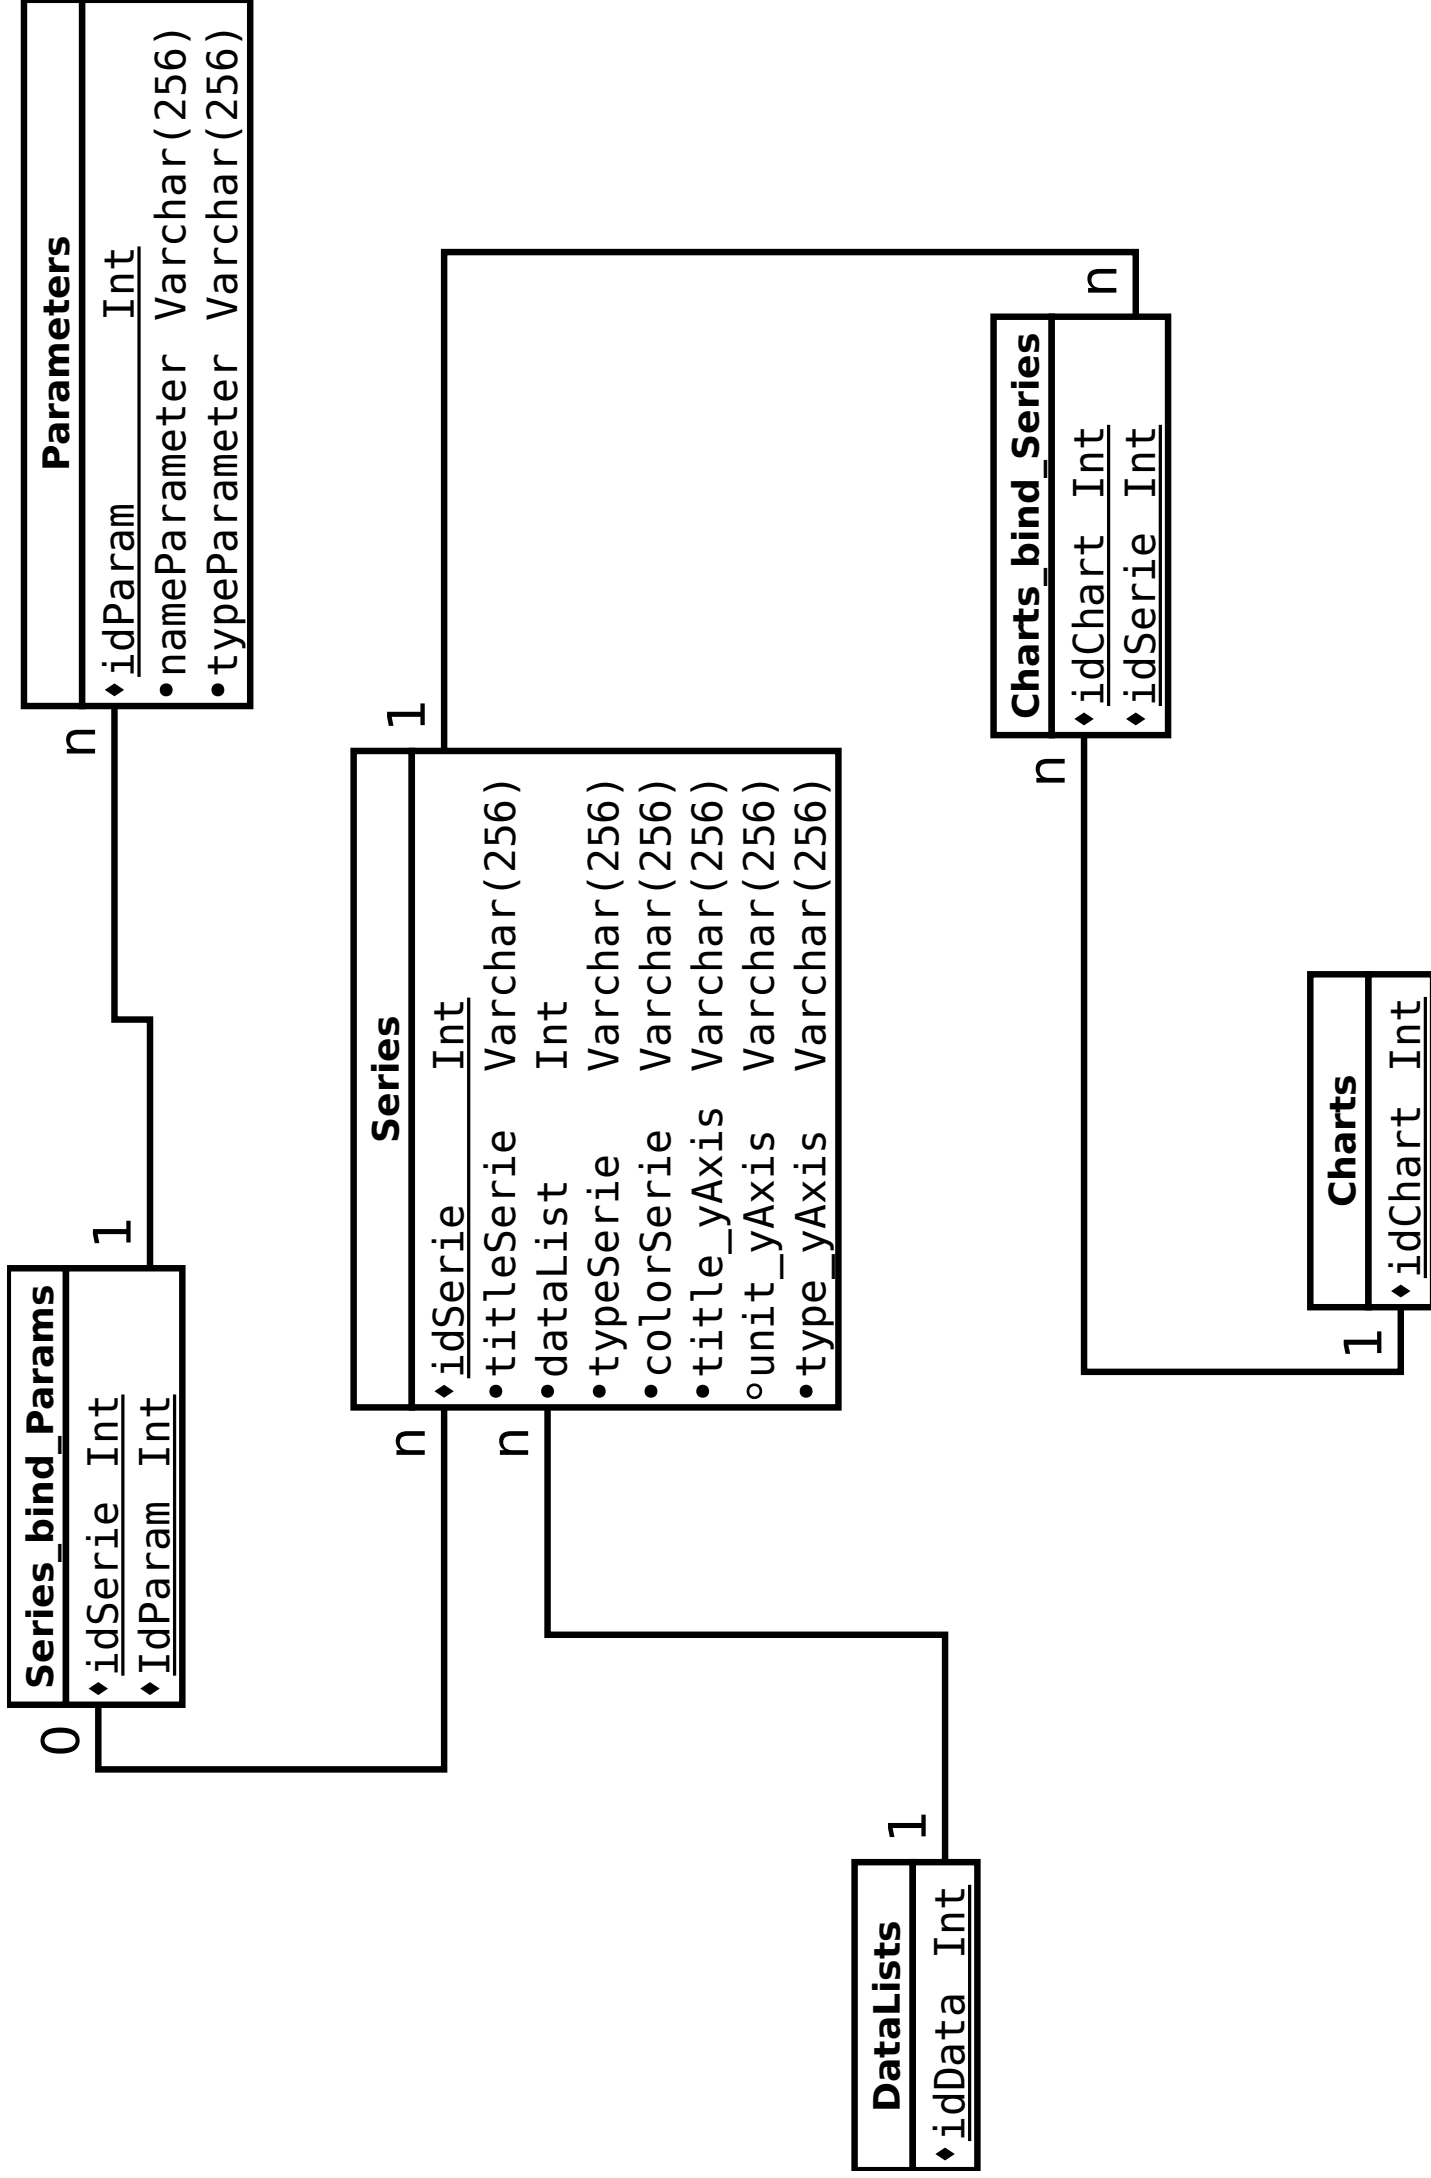 Parameters
idParam Int
nameParameter Varchar(256)
typeParameter Varchar(256)
n
1
Series_bind_Params
idSerie Int
IdParam Int
0
Series
idSerie Int
titleSerie Varchar(256)
dataList Int
typeSerie Varchar(256)
colorSerie Varchar(256)
title_yAxis Varchar(256)
unit_yAxis Varchar(256)
type_yAxis Varchar(256)
1
n
n
DataLists
idData Int
1
Charts_bind_Series
idChart Int
idSerie Int
n
n
Charts
idChart Int
1